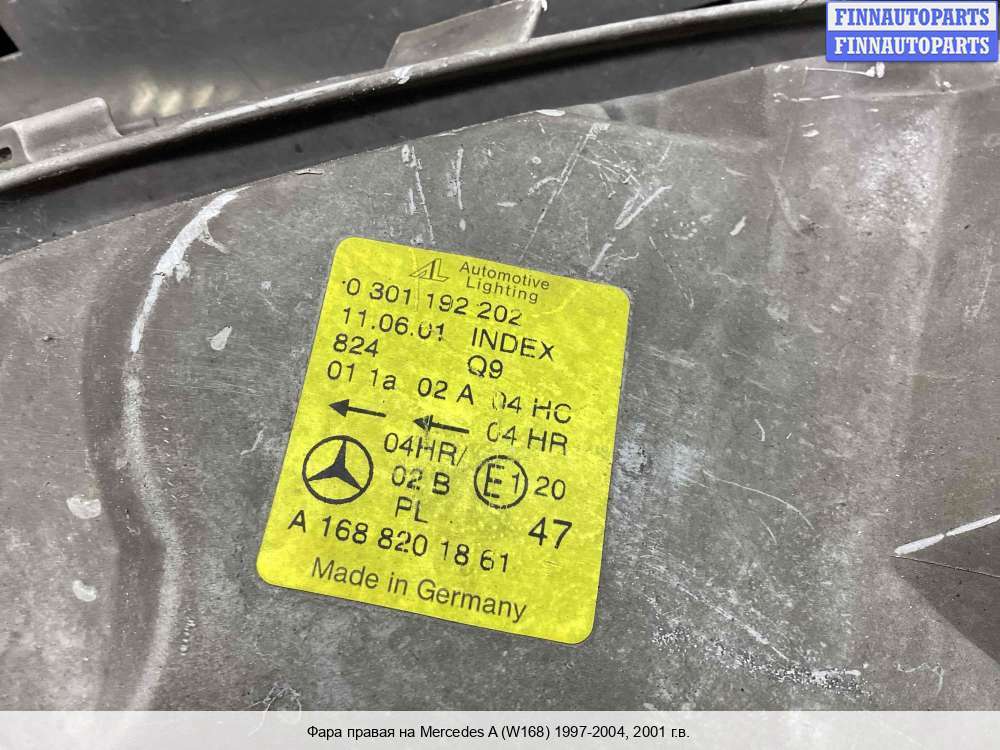 FINNAUTOPARTS
FINNAUTOPARTS
AL Automotive
Lighting
0 301 192 202
11.06.01 INDEX
824 Q9
01 1a 02 A 04 HC
04 HR
04HR/
02 B E1 20
PL 47
A 168 820 18 61
Made in Germany
Фара правая на Mercedes A (W168) 1997-2004, 2001 г.в.